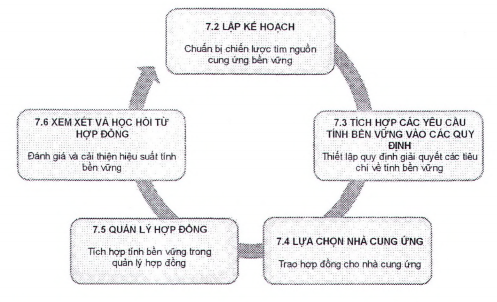 7.2 LẬP KẾ HOẠCH
Chuẩn bị chiến lược tìm nguồn
cung ứng bền vững
7.3 TÍCH HỢP CÁC YÊU CẦU
TÍNH BỀN VỮNG VÀO CÁC QUY
ĐỊNH
Thiết lập quy định giải quyết các tiêu
chí về tính bền vững
7.4 LỰA CHỌN NHÀ CUNG ỨNG
Trao hợp đồng cho nhà cung ứng
7.5 QUẢN LÝ HỢP ĐỒNG
Tích hợp tính bền vững trong
quản lý hợp đồng
7.6 XEM XÉT VÀ HỌC HỎI TỪ
HỢP ĐỒNG
Đánh giá và cải thiện hiệu suất tính
bền vững